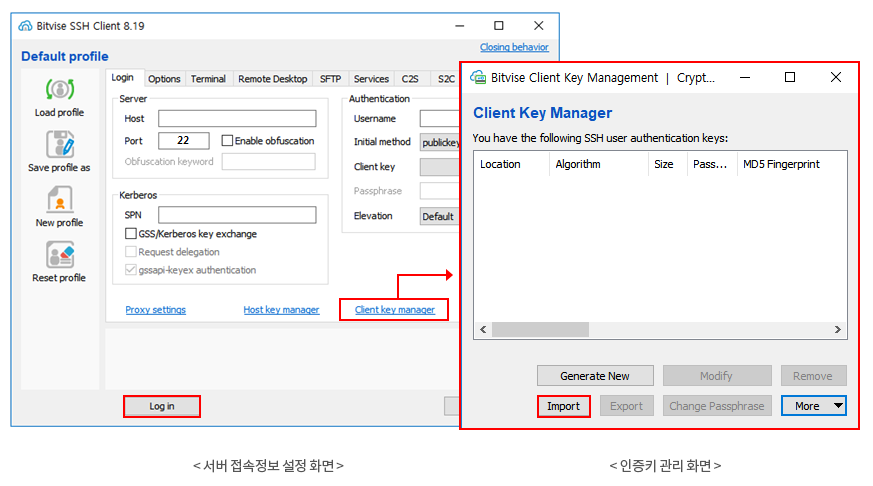 Bitvise SSH Client 8.19
Default profile
Closing behavior
Load profile
Save profile as
New profile
Reset profile
Login Options Terminal Remote Desktop SFTP Services C2S S2C
Server
Host
Port 22 Enable obfuscation
Obfuscation keyword
Kerberos
SPN
GSS/Kerberos key exchange
Request delegation
gssapi-keyex authentication
Authentication
Username
Initial method publickey
Client key
Passphrase
Elevation Default
Proxy settings Host key manager Client key manager
Log in
Bitvise Client Key Management | Crypt...
Client Key Manager
You have the following SSH user authentication keys:
Location Algorithm Size Pass... MD5 Fingerprint
Generate New Modify Remove
Import Export Change Passphrase More
< 서버 접속정보 설정 화면 >
< 인증키 관리 화면 >